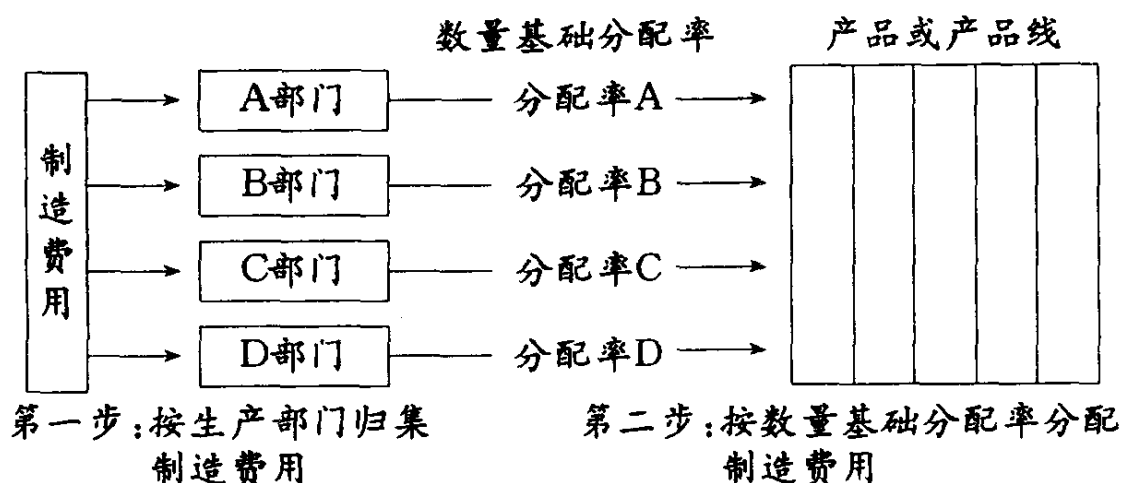 数量基础分配率
产品或产品线
制造费用
A部门
分配率A
B部门
分配率B
C部门
分配率C
D部门
分配率D
第一步:按生产部门归集
制造费用
第二步:按数量基础分配率分配
制造费用